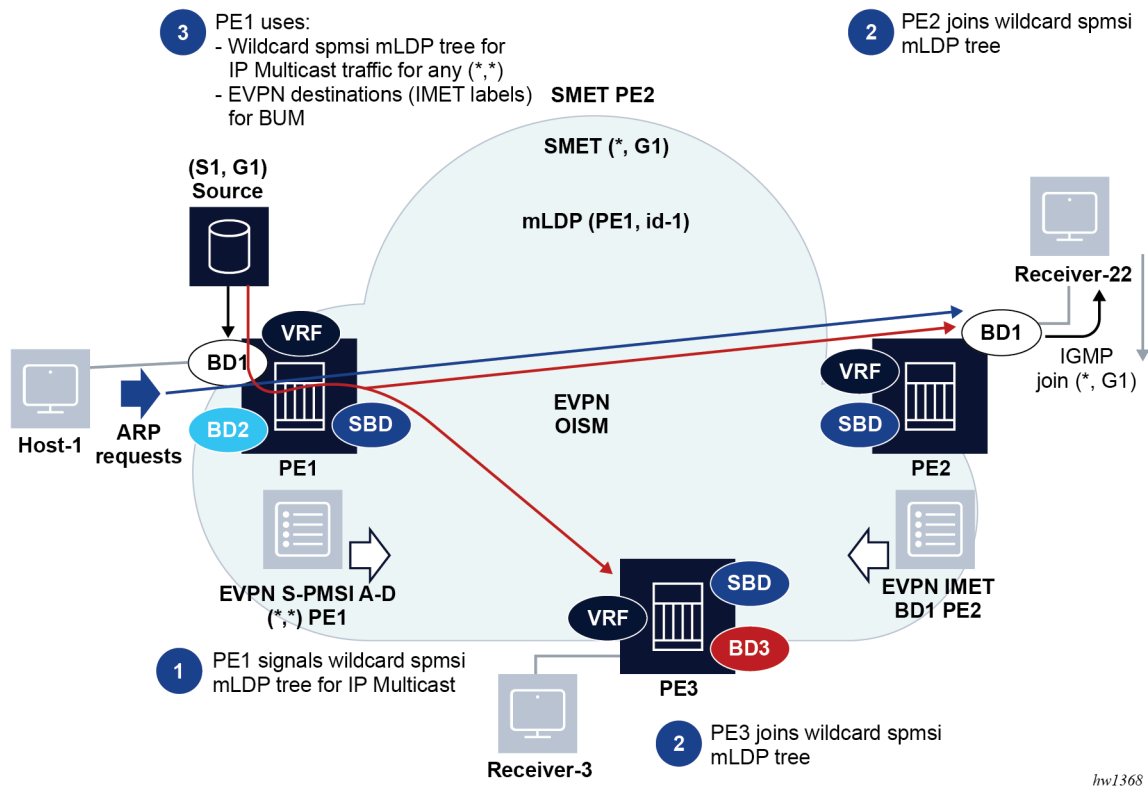 3
PE1 uses:
- Wildcard spmsi mLDP tree for
IP Multicast traffic for any (*,*)
- EVPN destinations (IMET labels)
for BUM
2
PE2 joins wildcard spmsi
mLDP tree
SMET PE2
SMET (*, G1)
mLDP (PE1, id-1)
(S1, G1)
Source
Receiver-22
VRF
BD1
BD1
IGMP
join (*, G1)
Host-1
ARP
requests
BD2
SBD
PE1
EVPN
OISM
VRF
SBD
PE2
EVPN S-PMSI A-D
(*,*) PE1
EVPN IMET
BD1 PE2
SBD
VRF
BD3
PE3
1
PE1 signals wildcard spmsi
mLDP tree for IP Multicast
Receiver-3
2
PE3 joins wildcard spmsi
mLDP tree
hw1368